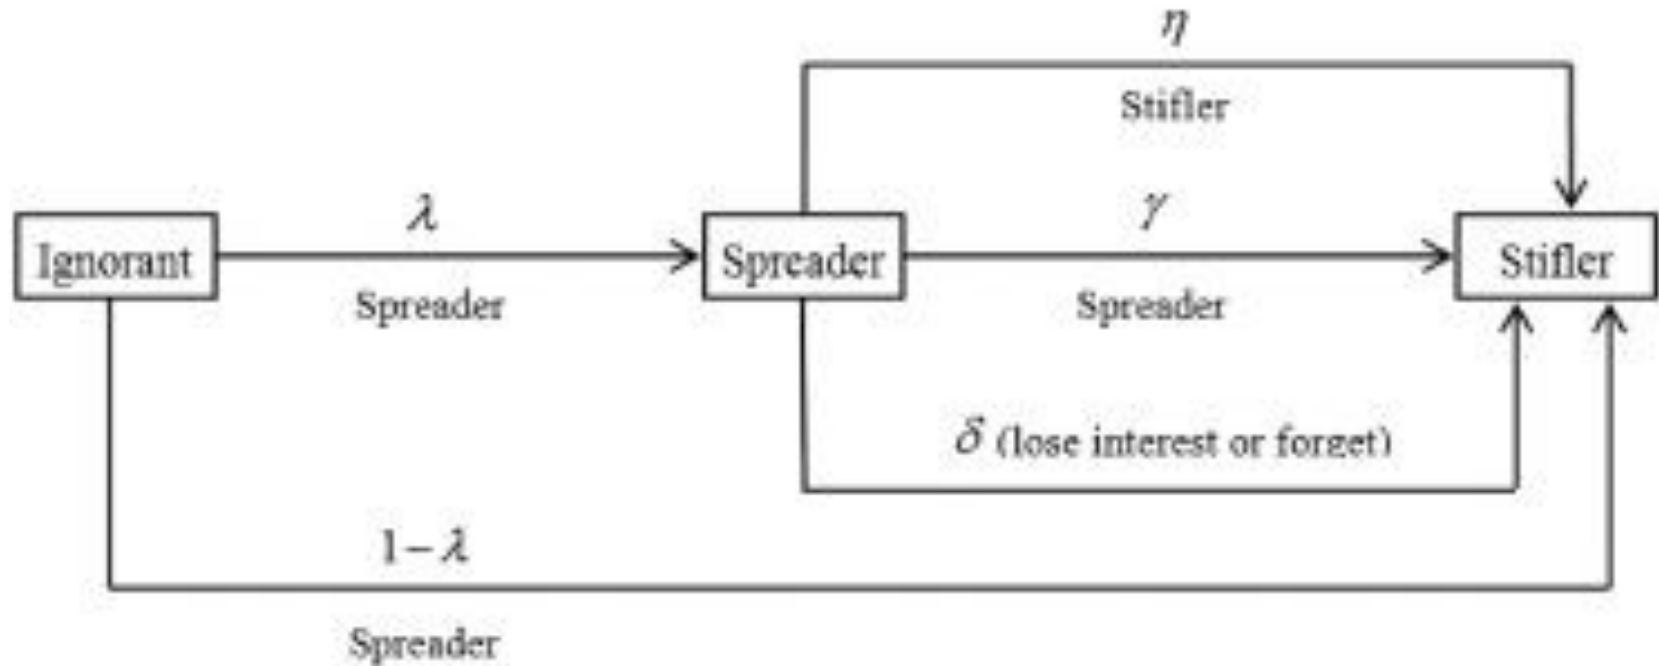 η
Stifler
λ
γ
Ignorant
Spreader
Stifler
Spreader
Spreader
δ (lose interest or forget)
1 − λ
Spreader